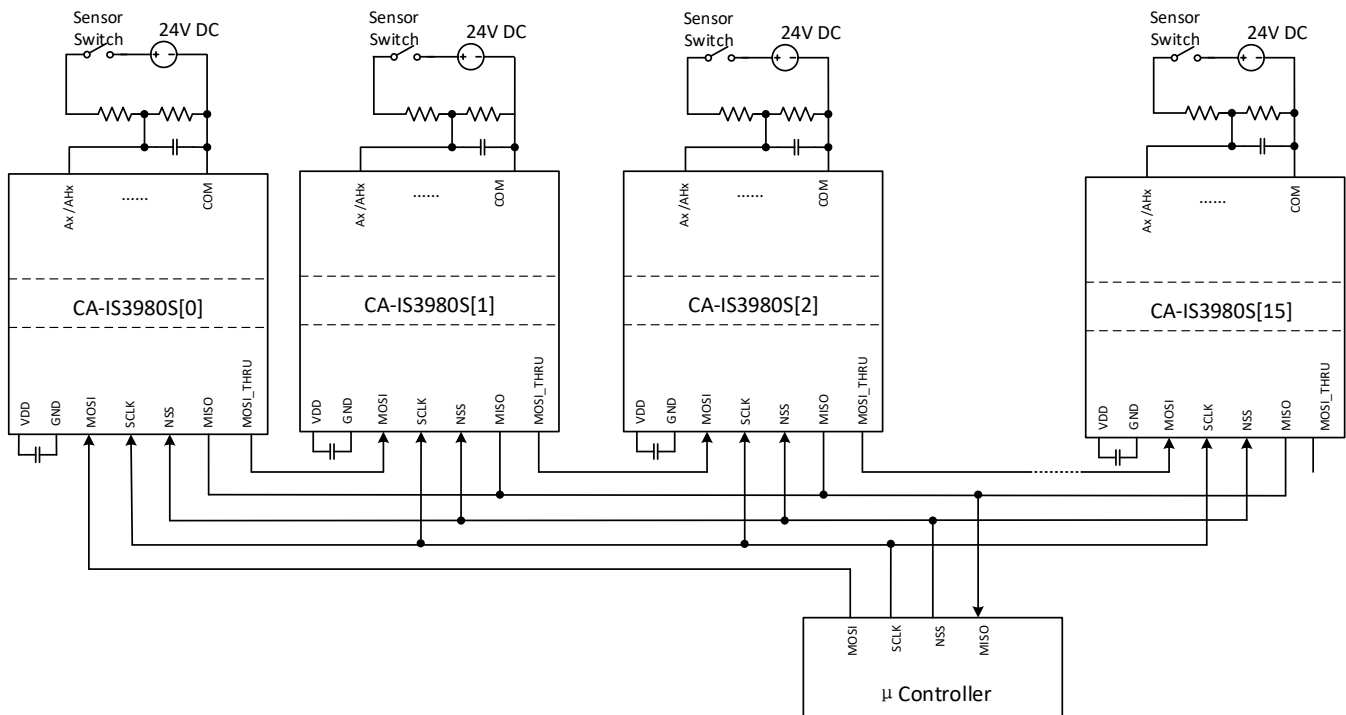 Sensor
Switch
24V DC
Sensor
Switch
24V DC
Sensor
Switch
24V DC
Sensor
Switch
24V DC
Ax /AHx
......
COM
Ax /AHx
......
COM
Ax /AHx
......
COM
Ax /AHx
......
COM
CA-IS3980S[0]
CA-IS3980S[1]
CA-IS3980S[2]
CA-IS3980S[15]
VDD
GND
MOSI
SCLK
NSS
MISO
MOSI_THRU
VDD
GND
MOSI
SCLK
NSS
MISO
MOSI_THRU
VDD
GND
MOSI
SCLK
NSS
MISO
MOSI_THRU
VDD
GND
MOSI
SCLK
NSS
MISO
MOSI_THRU
MOSI
SCLK
NSS
MISO
μ Controller